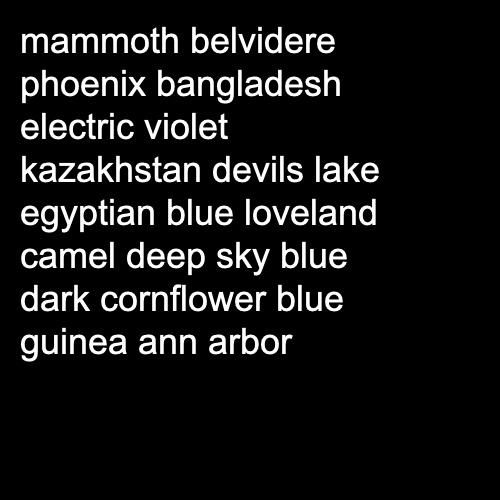 mammoth belvidere
phoenix bangladesh
electric violet
kazakhstan devils lake
egyptian blue loveland
camel deep sky blue
dark cornflower blue
guinea ann arbor